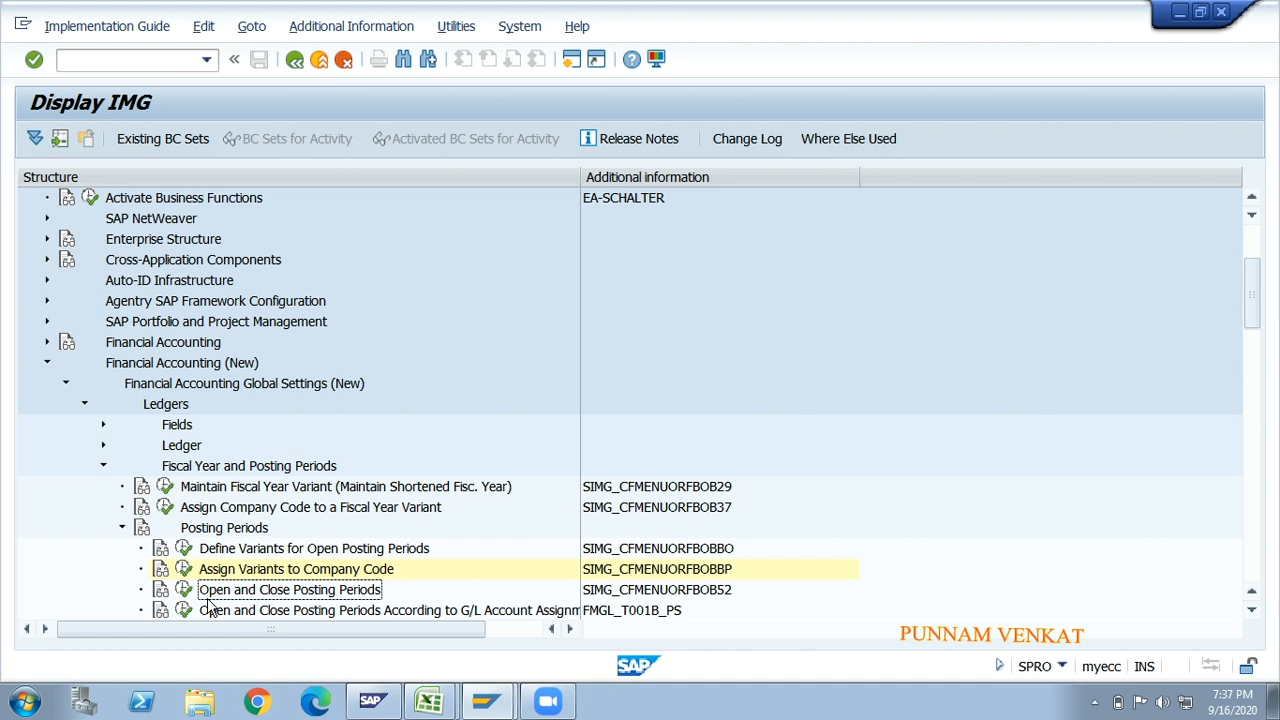 Implementation Guide Edit Goto Additional Information Utilities System Help
Display IMG
Existing BC Sets BC Sets for Activity Activated BC Sets for Activity Release Notes Change Log Where Else Used
Structure Additional information
Activate Business Functions EA-SCHALTER
SAP NetWeaver
Enterprise Structure
Cross-Application Components
Auto-ID Infrastructure
Agentry SAP Framework Configuration
SAP Portfolio and Project Management
Financial Accounting
Financial Accounting (New)
Financial Accounting Global Settings (New)
Ledgers
Fields
Ledger
Fiscal Year and Posting Periods
Maintain Fiscal Year Variant (Maintain Shortened Fisc. Year) SIMG_CFMENUORFBOB29
Assign Company Code to a Fiscal Year Variant SIMG_CFMENUORFBOB37
Posting Periods
Define Variants for Open Posting Periods SIMG_CFMENUORFBOBBO
Assign Variants to Company Code SIMG_CFMENUORFBOBBP
Open and Close Posting Periods SIMG_CFMENUORFBOB52
Open and Close Posting Periods According to G/L Account Assignm FMGL_T001B_PS
PUNNAM VENKAT
SAP SPRO myecc INS
SAP 7:37 PM
9/16/2020